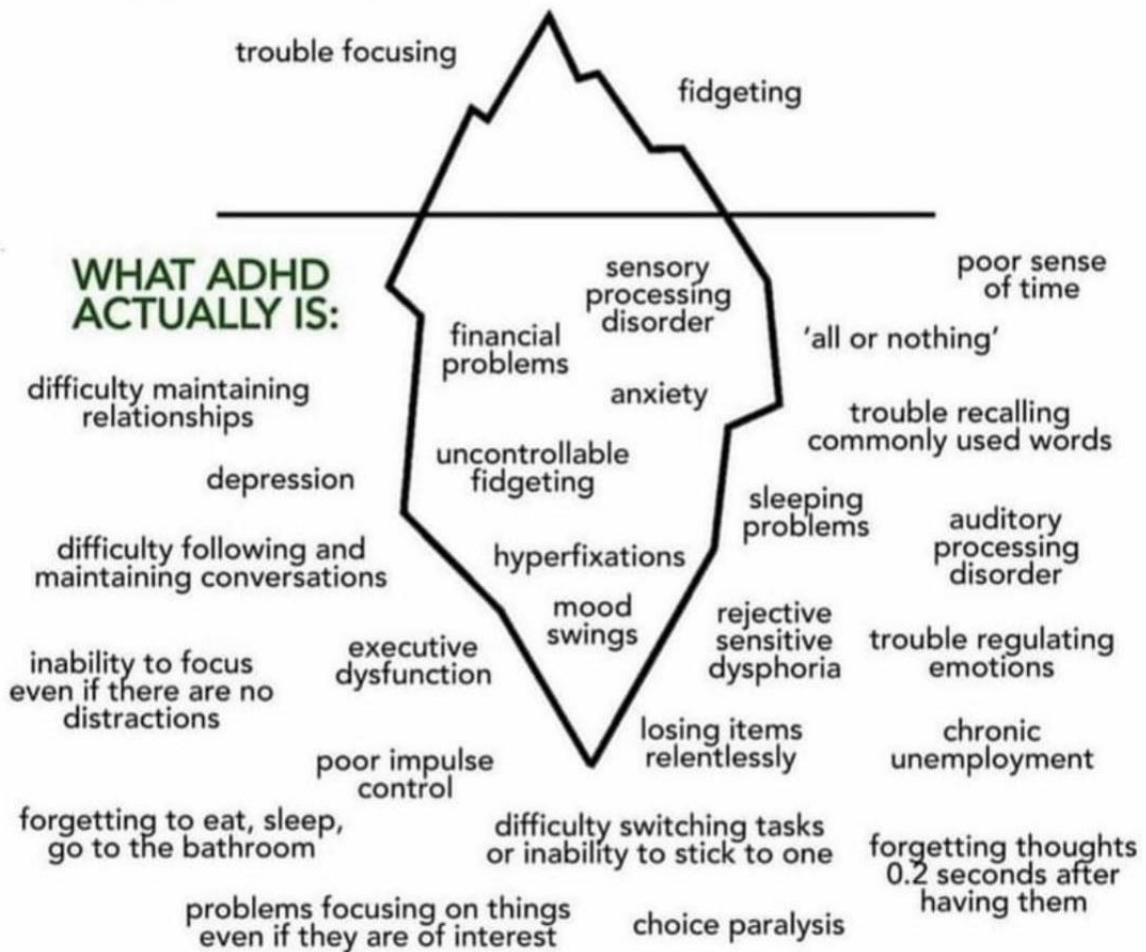 trouble focusing
fidgeting
WHAT ADHD
ACTUALLY IS:
difficulty maintaining
relationships
depression
difficulty following and
maintaining conversations
inability to focus
even if there are no
distractions
executive
dysfunction
poor impulse
control
forgetting to eat, sleep,
go to the bathroom
problems focusing on things
even if they are of interest
financial
problems
sensory
processing
disorder
anxiety
uncontrollable
fidgeting
hyperfixations
mood
swings
poor sense
of time
'all or nothing'
trouble recalling
commonly used words
sleeping
problems
auditory
processing
disorder
rejective
sensitive
dysphoria
trouble regulating
emotions
losing items
relentlessly
chronic
unemployment
difficulty switching tasks
or inability to stick to one
forgetting thoughts
0.2 seconds after
having them
choice paralysis